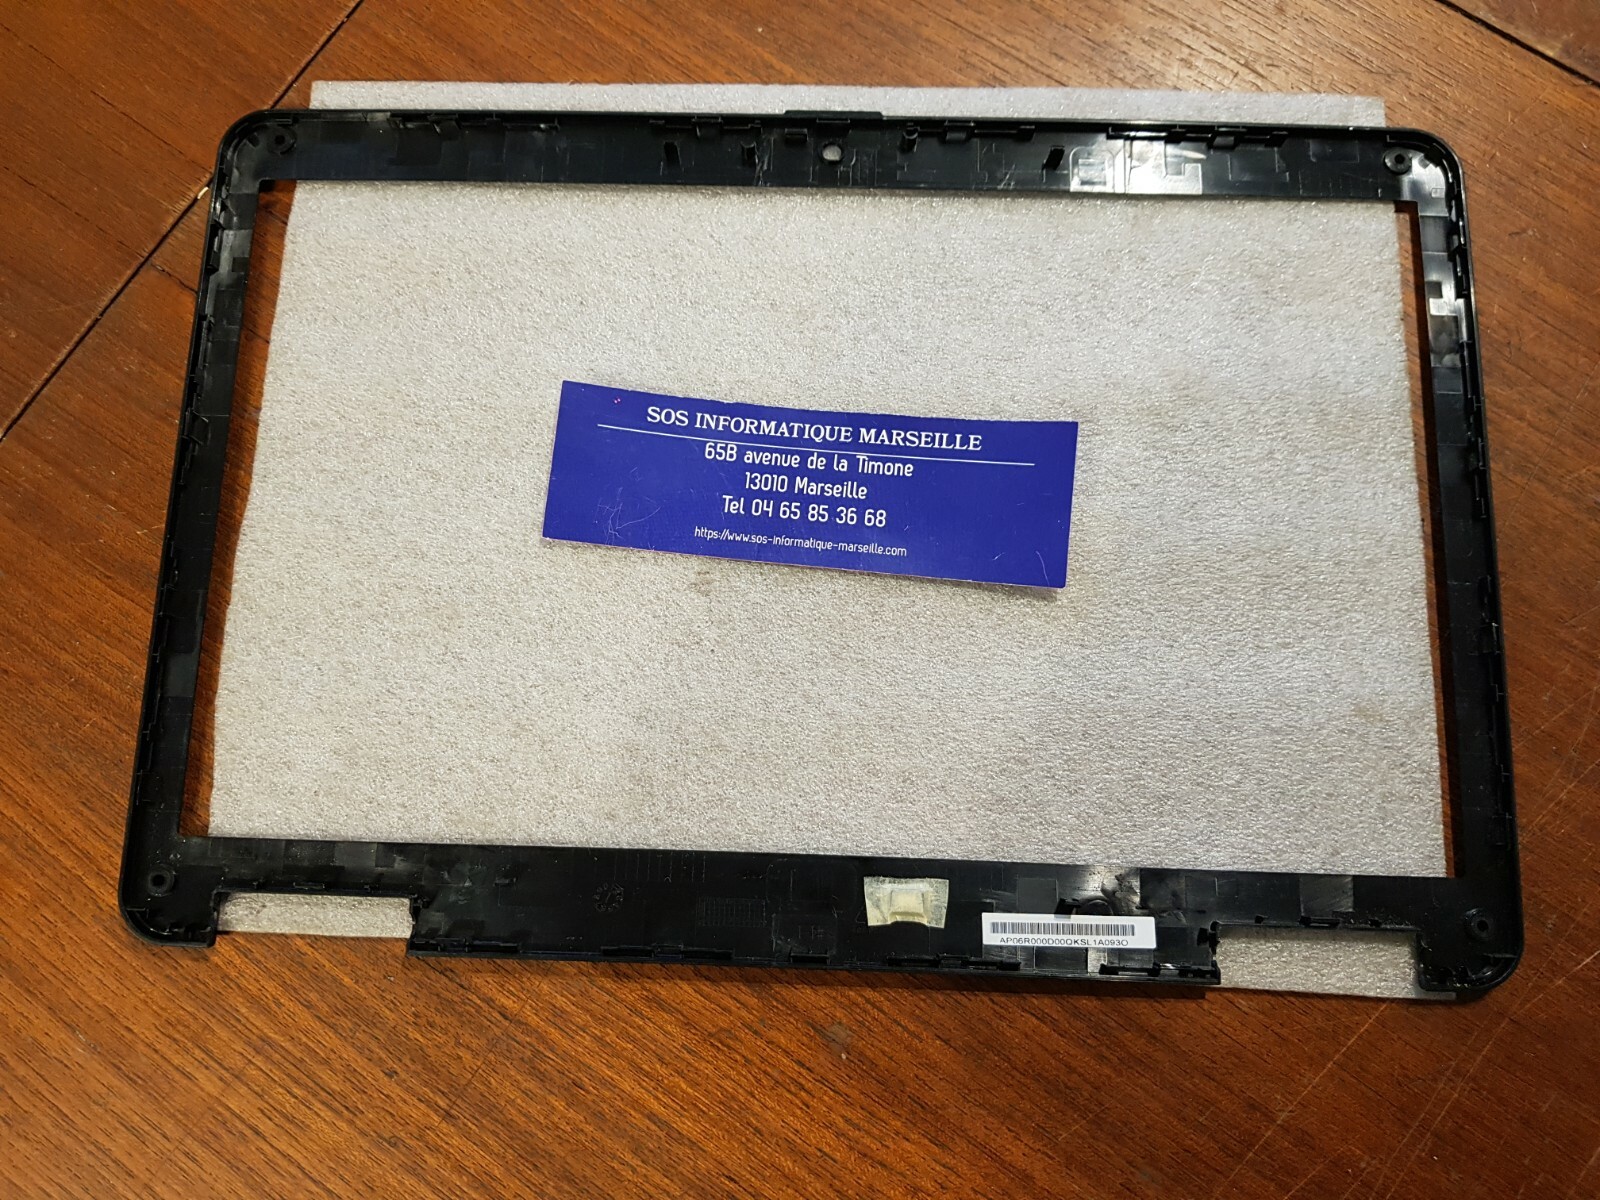 SOS INFORMATIQUE MARSEILLE
65B avenue de la Timone
13010 Marseille
Tel 04 65 85 36 68
https://www.sos-informatique-marseille.com
AP06R000D00QKSL1A093O